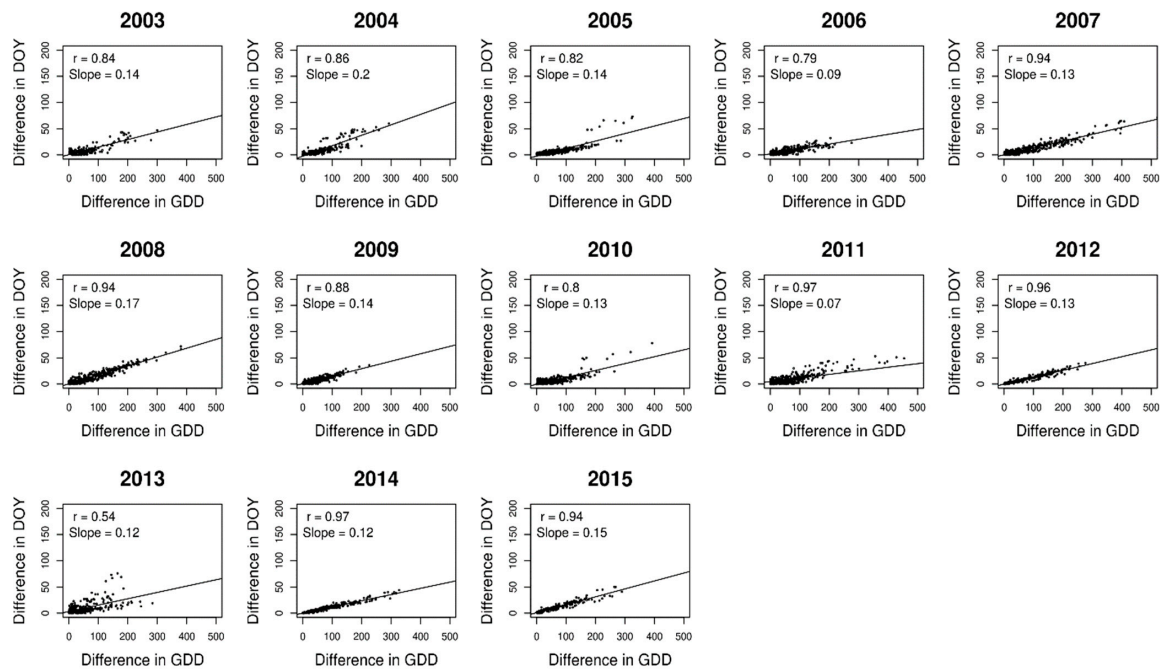 2003
2004
2005
2006
2007
Difference in DOY
0 50 100 150 200
r = 0.84
Slope = 0.14
0 100 200 300 400 500
Difference in GDD
Difference in DOY
0 50 100 150 200
r = 0.86
Slope = 0.2
0 100 200 300 400 500
Difference in GDD
Difference in DOY
0 50 100 150 200
r = 0.82
Slope = 0.14
0 100 200 300 400 500
Difference in GDD
Difference in DOY
0 50 100 150 200
r = 0.79
Slope = 0.09
0 100 200 300 400 500
Difference in GDD
Difference in DOY
0 50 100 150 200
r = 0.94
Slope = 0.13
0 100 200 300 400 500
Difference in GDD
2008
2009
2010
2011
2012
Difference in DOY
0 50 100 150 200
r = 0.94
Slope = 0.17
0 100 200 300 400 500
Difference in GDD
Difference in DOY
0 50 100 150 200
r = 0.88
Slope = 0.14
0 100 200 300 400 500
Difference in GDD
Difference in DOY
0 50 100 150 200
r = 0.8
Slope = 0.13
0 100 200 300 400 500
Difference in GDD
Difference in DOY
0 50 100 150 200
r = 0.97
Slope = 0.07
0 100 200 300 400 500
Difference in GDD
Difference in DOY
0 50 100 150 200
r = 0.96
Slope = 0.13
0 100 200 300 400 500
Difference in GDD
2013
2014
2015
Difference in DOY
0 50 100 150 200
r = 0.54
Slope = 0.12
0 100 200 300 400 500
Difference in GDD
Difference in DOY
0 50 100 150 200
r = 0.97
Slope = 0.12
0 100 200 300 400 500
Difference in GDD
Difference in DOY
0 50 100 150 200
r = 0.94
Slope = 0.15
0 100 200 300 400 500
Difference in GDD